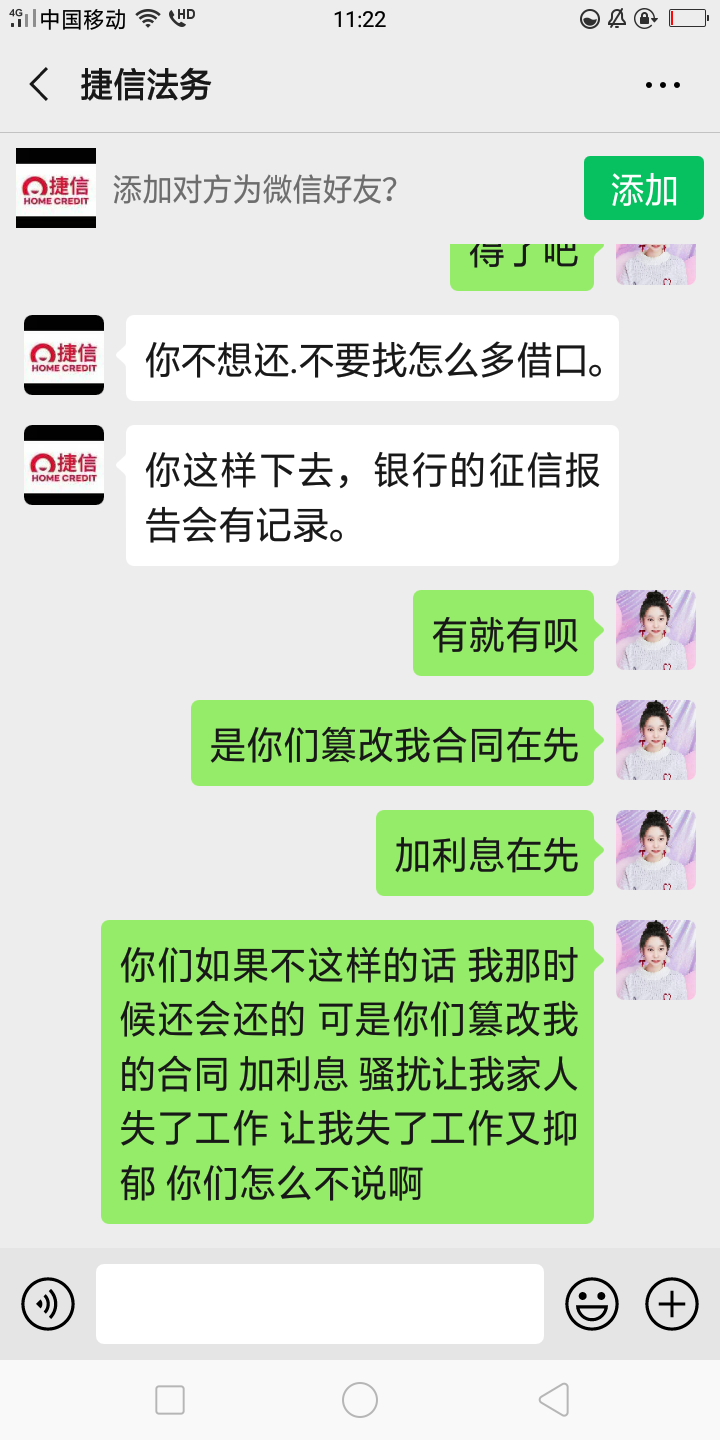 4G 中国移动 HD 11:22
捷信法务
捷信
HOME CREDIT
添加对方为微信好友？
添加
得了吧
捷信
HOME CREDIT
你不想还.不要找怎么多借口。
捷信
HOME CREDIT
你这样下去，银行的征信报
告会有记录。
有就有呗
是你们篡改我合同在先
加利息在先
你们如果不这样的话 我那时
候还会还的 可是你们篡改我
的合同 加利息 骚扰让我家人
失了工作 让我失了工作又抑
郁 你们怎么不说啊